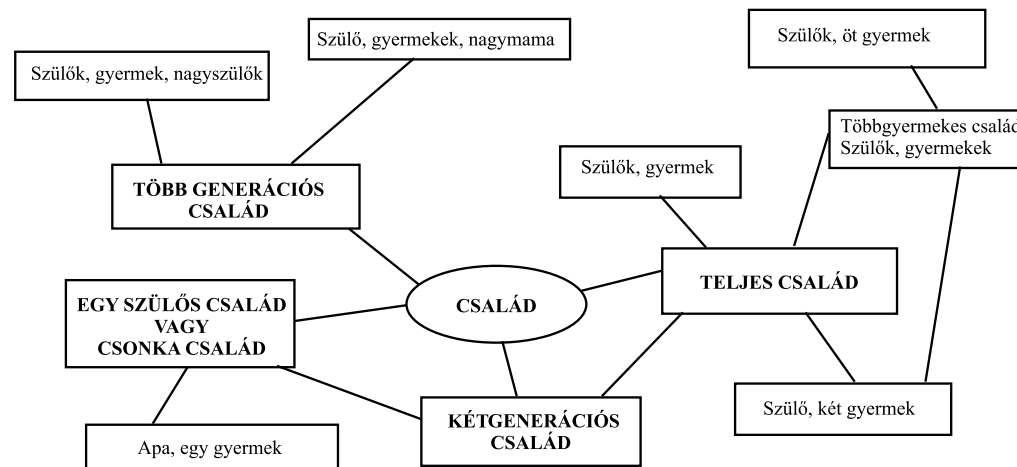 Szülők, öt gyermek
Szülő, gyermekek, nagymama
Szülők, gyermek, nagyszülők
Többgyermekes család
Szülők, gyermekek
Szülők, gyermek
TÖBB GENERÁCIÓS
CSALÁD
TELJES CSALÁD
CSALÁD
EGY SZÜLŐS CSALÁD
VAGY
CSONKA CSALÁD
Szülő, két gyermek
KÉTGENERÁCIÓS
CSALÁD
Apa, egy gyermek